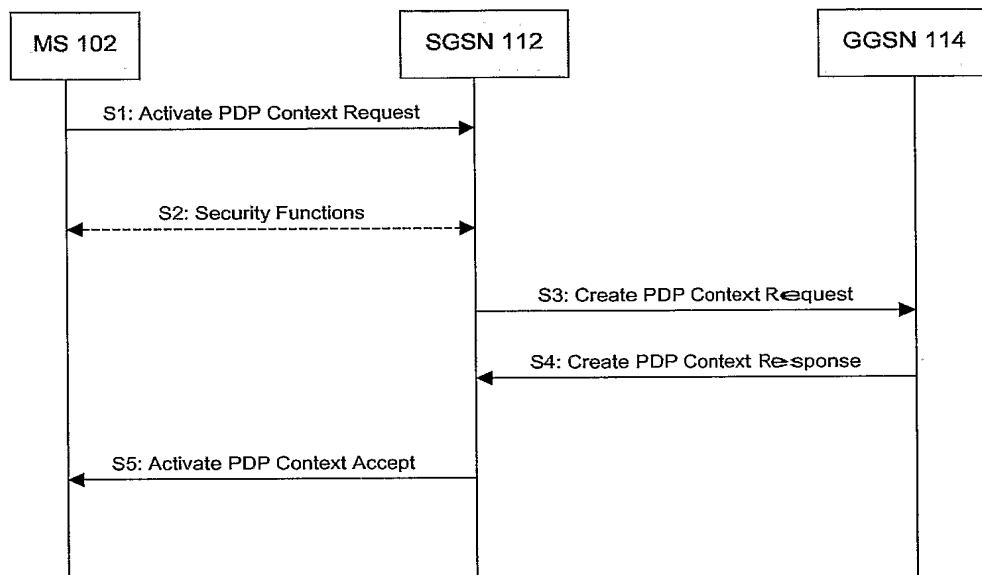 MS 102
SGSN 112
GGSN 114
S1: Activate PDP Context Request
S2: Security Functions
S3: Create PDP Context Request
S4: Create PDP Context Response
S5: Activate PDP Context Accept